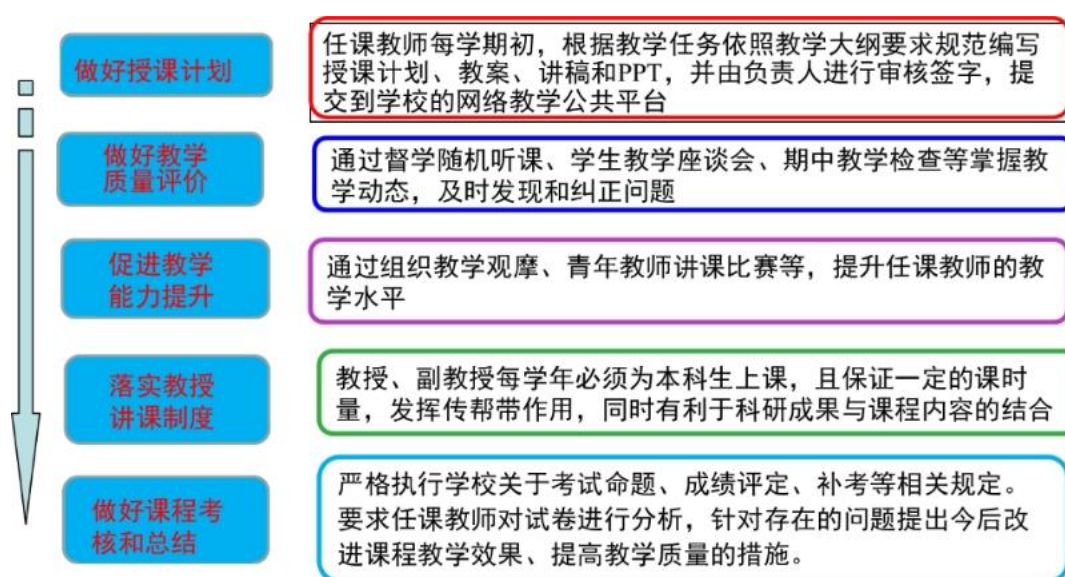 做好授课计划
任课教师每学期初，根据教学任务依照教学大纲要求规范编写
授课计划、教案、讲稿和PPT，并由负责人进行审核签字，提
交到学校的网络教学公共平台
做好教学
质量评价
通过督学随机听课、学生教学座谈会、期中教学检查等掌握教
学动态，及时发现和纠正问题
促进教学
能力提升
通过组织教学观摩、青年教师讲课比赛等，提升任课教师的教
学水平
落实教授
讲课制度
教授、副教授每学年必须为本科生上课，且保证一定的课时
量，发挥传帮带作用，同时有利于科研成果与课程内容的结合
做好课程考
核和总结
严格执行学校关于考试命题、成绩评定、补考等相关规定。
要求任课教师对试卷进行分析，针对存在的问题提出今后改
进课程教学效果、提高教学质量的措施。